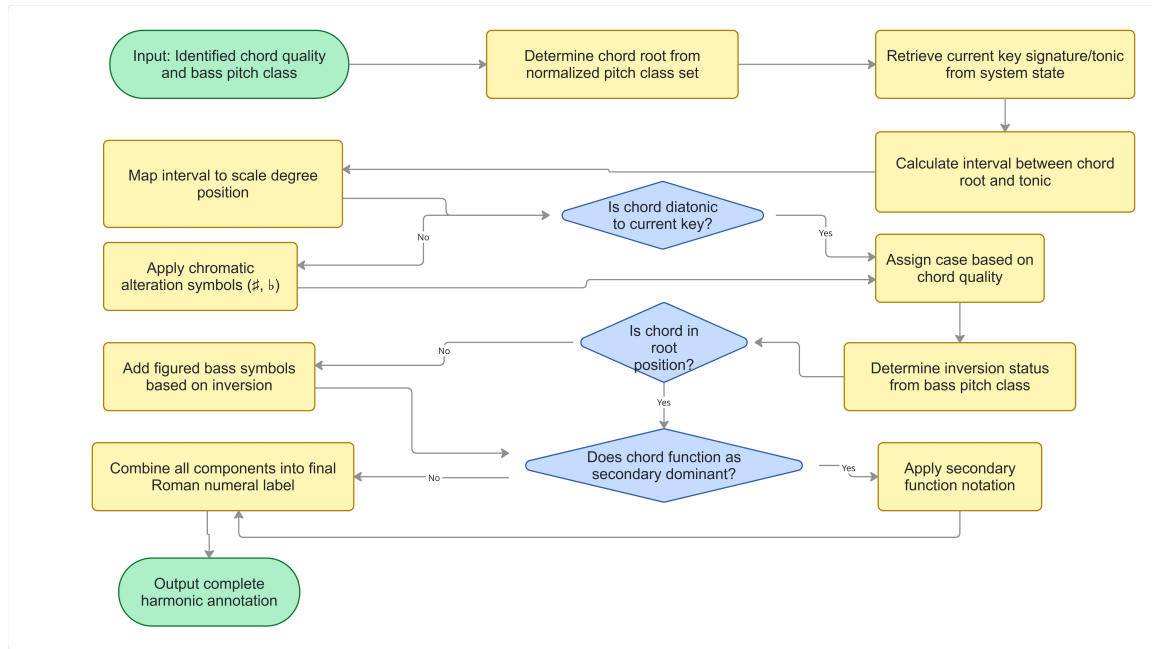 Input: Identified chord quality
and bass pitch class
Determine chord root from
normalized pitch class set
Retrieve current key signature/tonic
from system state
Calculate interval between chord
root and tonic
Map interval to scale degree
position
Is chord diatonic
to current key?
No
Yes
Apply chromatic
alteration symbols (♯, ♭)
Assign case based on
chord quality
Determine inversion status
from bass pitch class
Is chord in
root
position?
No
Yes
Add figured bass symbols
based on inversion
Does chord function as
secondary dominant?
No
Yes
Apply secondary
function notation
Combine all components into final
Roman numeral label
Output complete
harmonic annotation